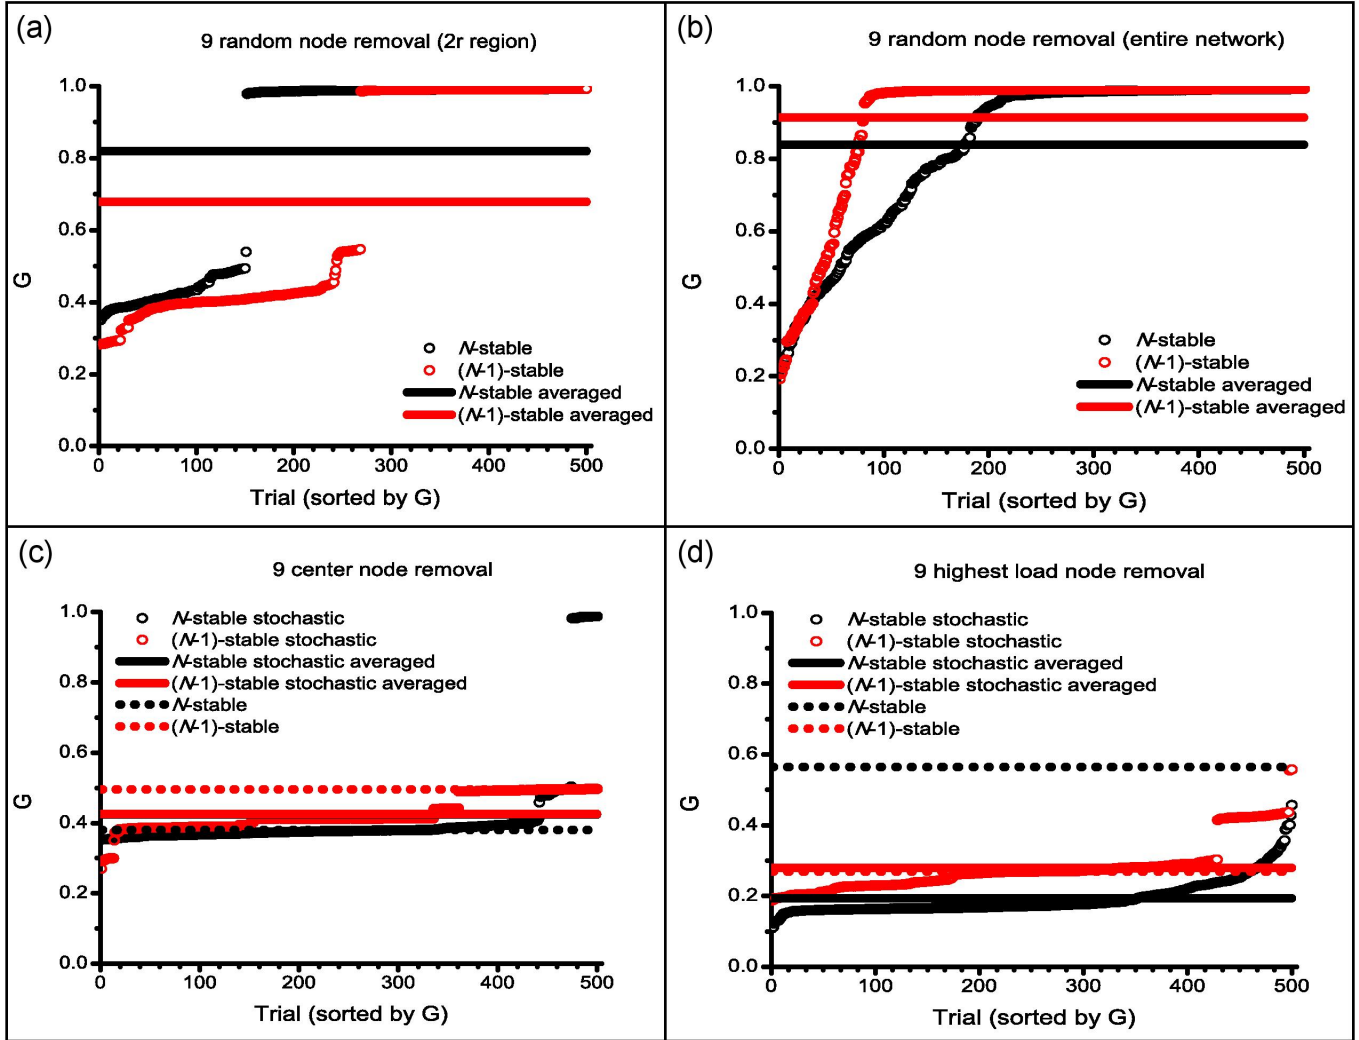 (a)
9 random node removal (2r region)
1.0
0.8
0.6
G
0.4
0.2
0.0
N-stable
(N-1)-stable
N-stable averaged
(N-1)-stable averaged
0 100 200 300 400 500
Trial (sorted by G)
(b)
9 random node removal (entire network)
1.0
0.8
0.6
G
0.4
0.2
0.0
N-stable
(N-1)-stable
N-stable averaged
(N-1)-stable averaged
0 100 200 300 400 500
Trial (sorted by G)
(c)
9 center node removal
1.0
0.8
0.6
G
0.4
0.2
0.0
N-stable stochastic
(N-1)-stable stochastic
N-stable stochastic averaged
(N-1)-stable stochastic averaged
N-stable
(N-1)-stable
0 100 200 300 400 500
Trial (sorted by G)
(d)
9 highest load node removal
1.0
0.8
0.6
G
0.4
0.2
0.0
N-stable stochastic
(N-1)-stable stochastic
N-stable stochastic averaged
(N-1)-stable stochastic averaged
N-stable
(N-1)-stable
0 100 200 300 400 500
Trial (sorted by G)